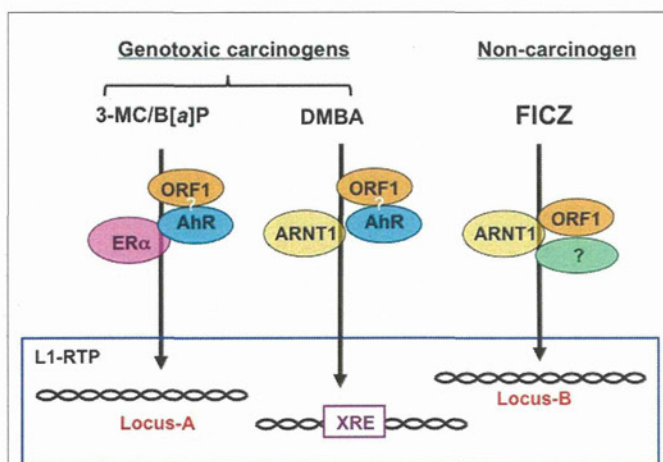 Genotoxic carcinogens
Non-carcinogen
3-MC/B[a]P
DMBA
FICZ
ORF1
?
AhR
ERα
ORF1
?
AhR
ARNT1
ORF1
ARNT1
?
L1-RTP
Locus-A
XRE
Locus-B